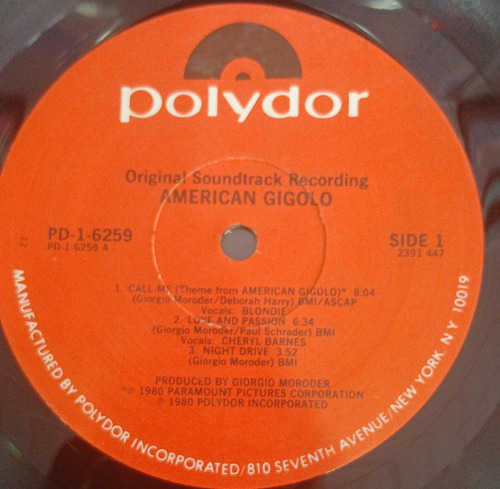 polydor
Original Soundtrack Recording
AMERICAN GIGOLO
PD-1-6259
PD-1-6259 A
SIDE 1
2391 447
12
1. CALL ME (Theme from AMERICAN GIGOLO)* 8:04
(Giorgio Moroder/Deborah Harry) BMI/ASCAP
Vocals: BLONDIE
2. LOVE AND PASSION 6:34
(Giorgio Moroder/Paul Schrader) BMI
Vocals: CHERYL BARNES
3. NIGHT DRIVE 3:52
(Giorgio Moroder) BMI
PRODUCED BY GIORGIO MORODER
*℗ 1980 PARAMOUNT PICTURES CORPORATION
℗ 1980 POLYDOR INCORPORATED
MANUFACTURED BY POLYDOR INCORPORATED/810 SEVENTH AVENUE/NEW YORK. N.Y. 10019